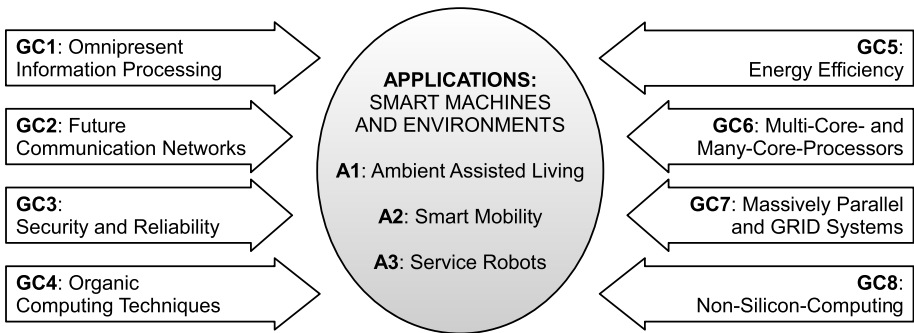 GC1: Omnipresent
Information Processing
GC2: Future
Communication Networks
GC3:
Security and Reliability
GC4: Organic
Computing Techniques
APPLICATIONS:
SMART MACHINES
AND ENVIRONMENTS
A1: Ambient Assisted Living
A2: Smart Mobility
A3: Service Robots
GC5:
Energy Efficiency
GC6: Multi-Core- and
Many-Core-Processors
GC7: Massively Parallel
and GRID Systems
GC8:
Non-Silicon-Computing